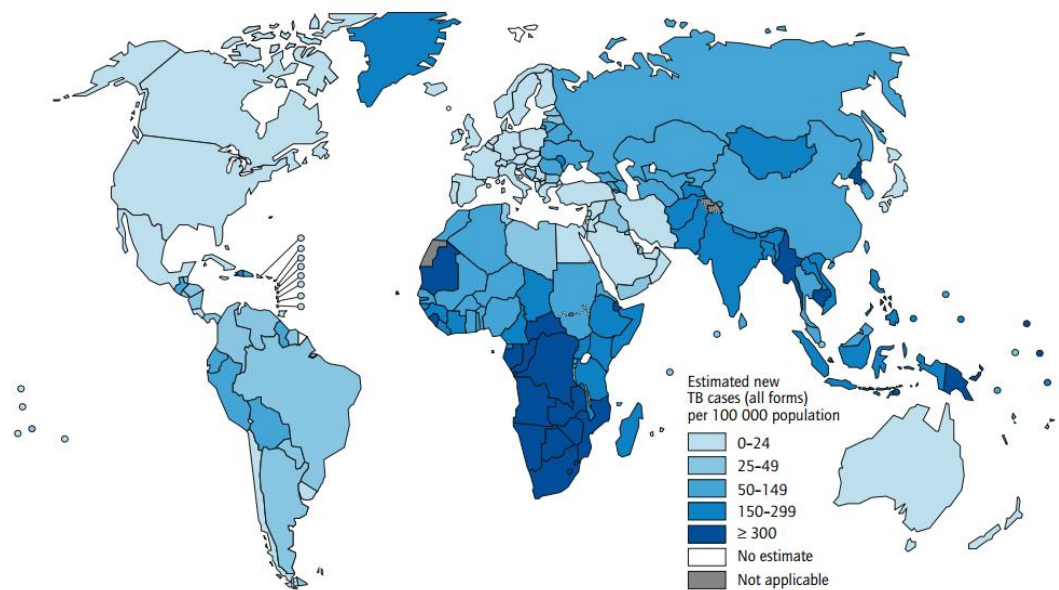 Estimated new
TB cases (all forms)
per 100 000 population
0–24
25–49
50–149
150–299
≥ 300
No estimate
Not applicable